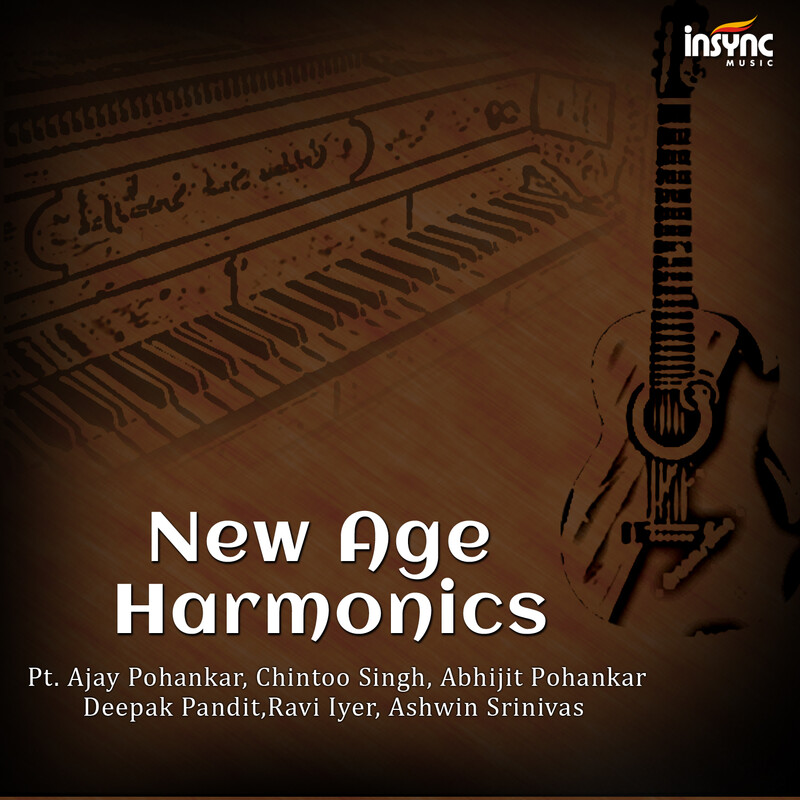 insync
MUSIC
New Age
Harmonics
Pt. Ajay Pohankar, Chintoo Singh, Abhijit Pohankar
Deepak Pandit,Ravi Iyer, Ashwin Srinivas